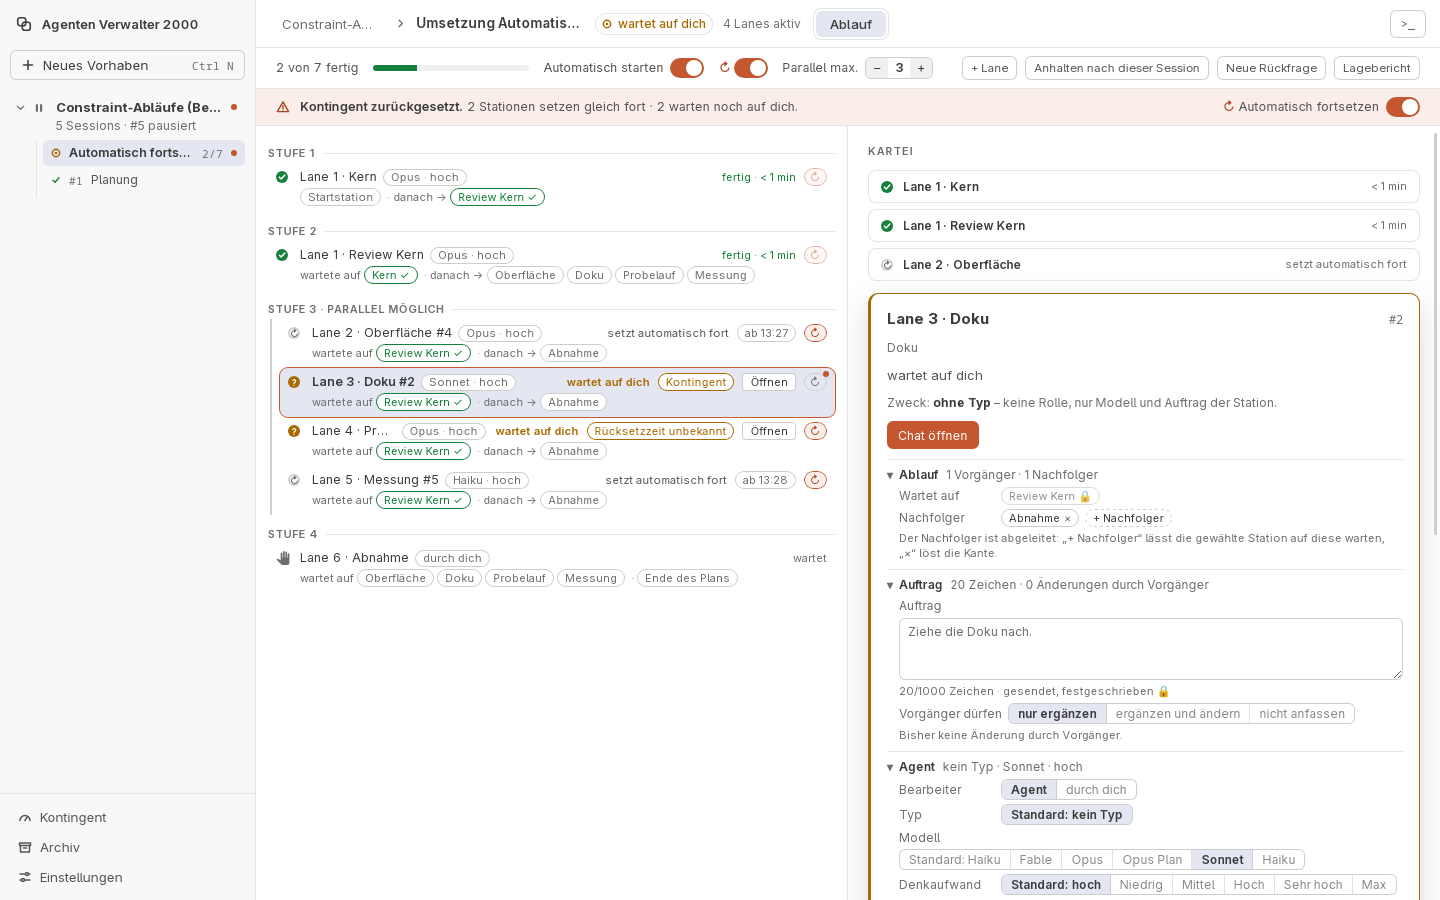 Agenten Verwalter 2000
Neues Vorhaben Ctrl N
Constraint-Abläufe (Be...
5 Sessions · #5 pausiert
Automatisch forts... 2/7
#1 Planung
Kontingent
Archiv
Einstellungen
Constraint-A... Umsetzung Automatis... wartet auf dich 4 Lanes aktiv Ablauf >_
2 von 7 fertig Automatisch starten Parallel max. − 3 + + Lane Anhalten nach dieser Session Neue Rückfrage Lagebericht
Kontingent zurückgesetzt. 2 Stationen setzen gleich fort · 2 warten noch auf dich. Automatisch fortsetzen
STUFE 1
Lane 1 · Kern Opus · hoch fertig · < 1 min
Startstation · danach → Review Kern ✓
STUFE 2
Lane 1 · Review Kern Opus · hoch fertig · < 1 min
wartete auf Kern ✓ · danach → Oberfläche Doku Probelauf Messung
STUFE 3 · PARALLEL MÖGLICH
Lane 2 · Oberfläche #4 Opus · hoch setzt automatisch fort ab 13:27
wartete auf Review Kern ✓ · danach → Abnahme
Lane 3 · Doku #2 Sonnet · hoch wartet auf dich Kontingent Öffnen
wartete auf Review Kern ✓ · danach → Abnahme
Lane 4 · Pr... Opus · hoch wartet auf dich Rücksetzzeit unbekannt Öffnen
wartete auf Review Kern ✓ · danach → Abnahme
Lane 5 · Messung #5 Haiku · hoch setzt automatisch fort ab 13:28
wartete auf Review Kern ✓ · danach → Abnahme
STUFE 4
Lane 6 · Abnahme durch dich wartet
wartet auf Oberfläche Doku Probelauf Messung · Ende des Plans
KARTEI
Lane 1 · Kern < 1 min
Lane 1 · Review Kern < 1 min
Lane 2 · Oberfläche setzt automatisch fort
Lane 3 · Doku #2
Doku
wartet auf dich
Zweck: ohne Typ – keine Rolle, nur Modell und Auftrag der Station.
Chat öffnen
▾ Ablauf 1 Vorgänger · 1 Nachfolger
Wartet auf Review Kern 🔒
Nachfolger Abnahme × + Nachfolger
Der Nachfolger ist abgeleitet: „+ Nachfolger“ lässt die gewählte Station auf diese warten,
„×“ löst die Kante.
▾ Auftrag 20 Zeichen · 0 Änderungen durch Vorgänger
Auftrag
Ziehe die Doku nach.
20/1000 Zeichen · gesendet, festgeschrieben 🔒
Vorgänger dürfen nur ergänzen ergänzen und ändern nicht anfassen
Bisher keine Änderung durch Vorgänger.
▾ Agent kein Typ · Sonnet · hoch
Bearbeiter Agent durch dich
Typ Standard: kein Typ
Modell
Standard: Haiku Fable Opus Opus Plan Sonnet Haiku
Denkaufwand Standard: hoch Niedrig Mittel Hoch Sehr hoch Max